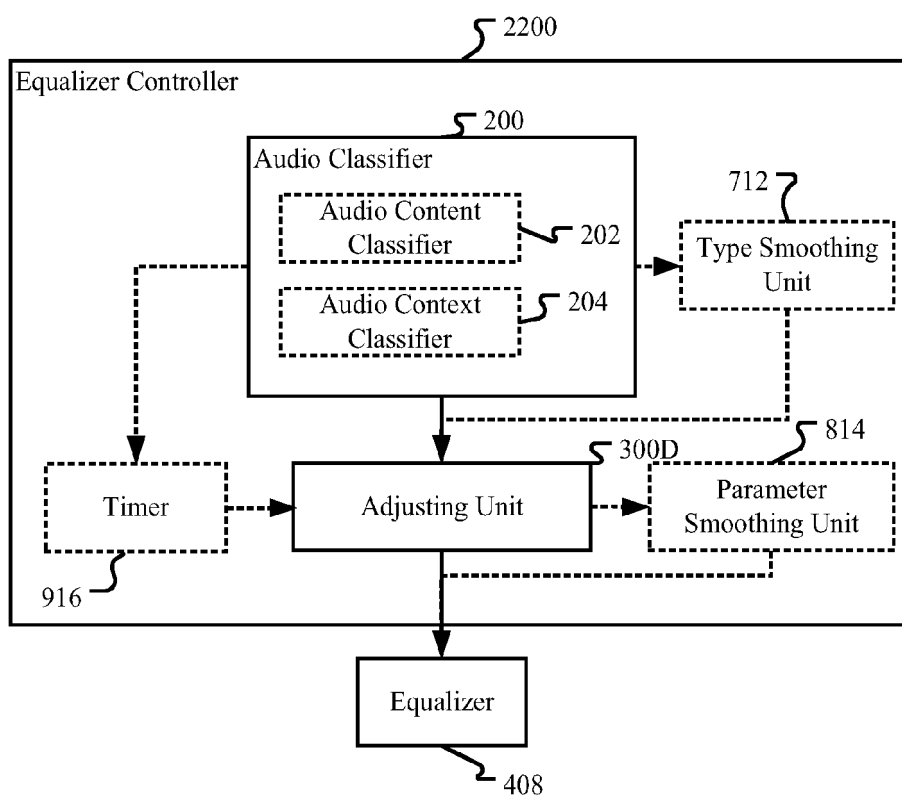 2200
Equalizer Controller
200
Audio Classifier
712
Audio Content
Classifier
202
Type Smoothing
Unit
Audio Context
Classifier
204
300D
814
Timer
Adjusting Unit
Parameter
Smoothing Unit
916
Equalizer
408